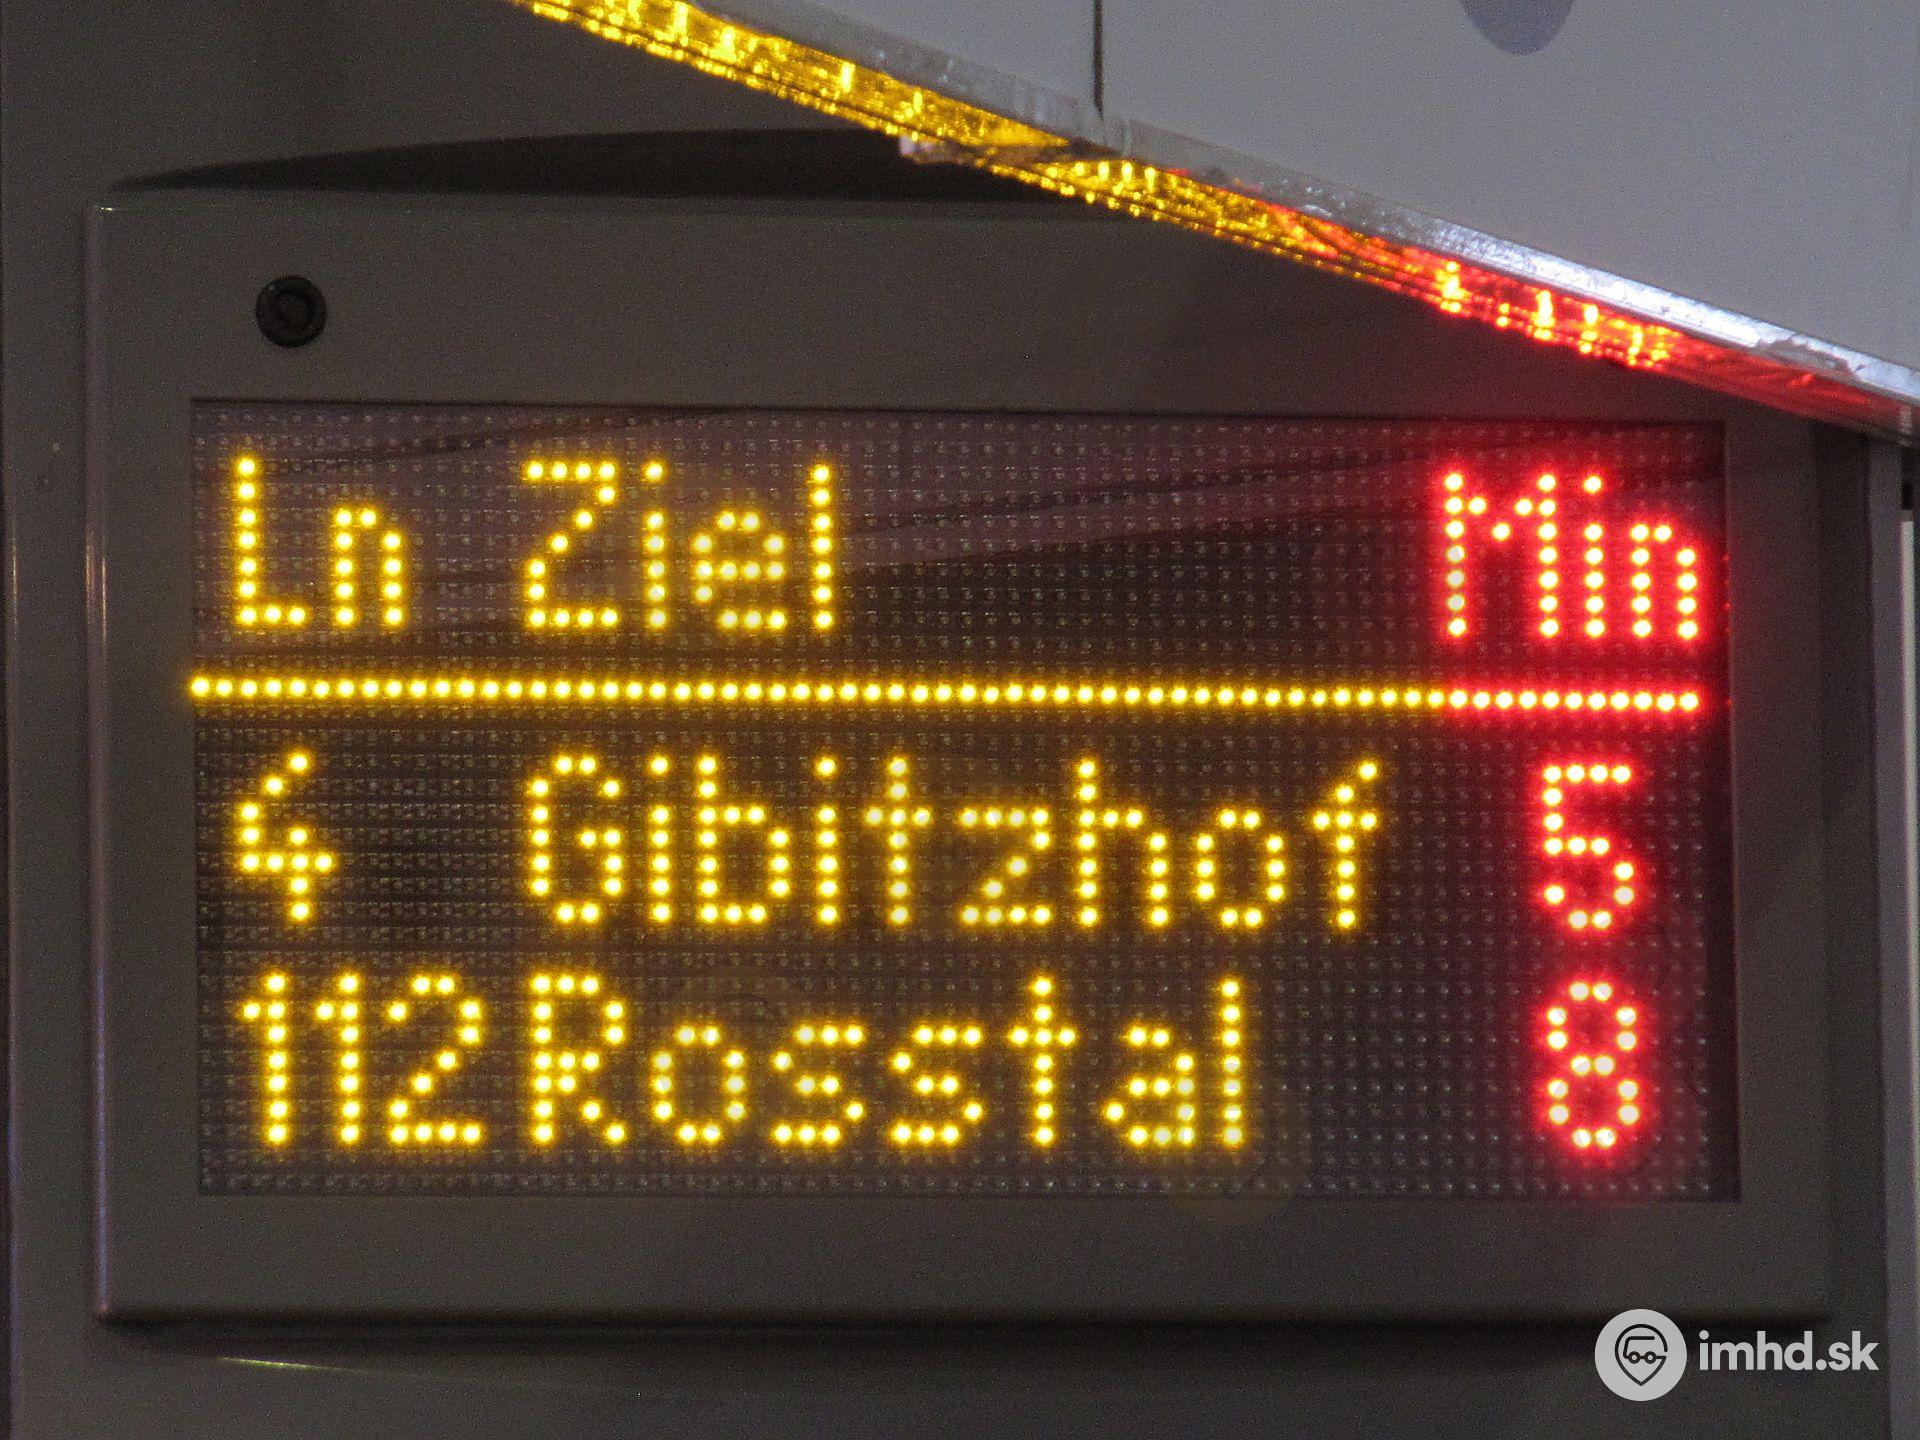 Ln Ziel Min
4 Gibitzhof 5
112 Rosstal 8
imhd.sk